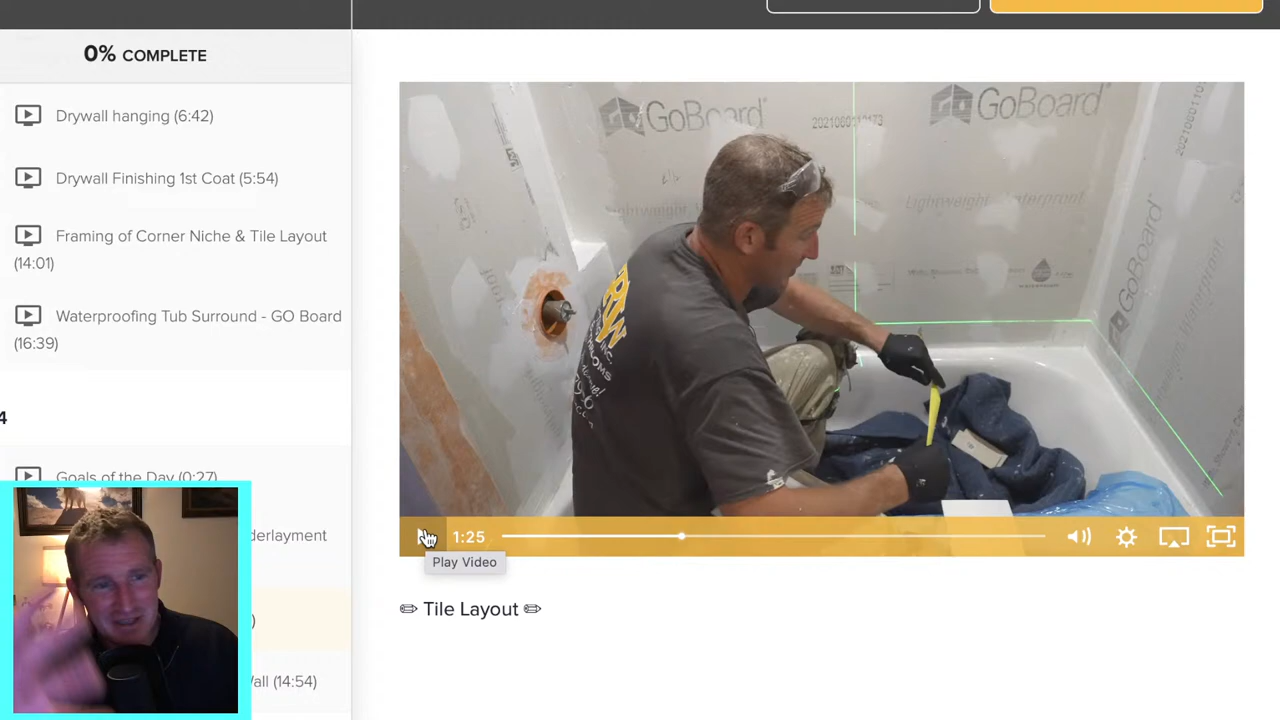 0% COMPLETE
Drywall hanging (6:42)
Drywall Finishing 1st Coat (5:54)
Framing of Corner Niche & Tile Layout
(14:01)
Waterproofing Tub Surround - GO Board
(16:39)
4
Goals of the Day (0:27)
derlayment
)
Wall (14:54)
GoBoard
GoBoard
GoBoard
INC.
1:25
Play Video
✏ Tile Layout ✏